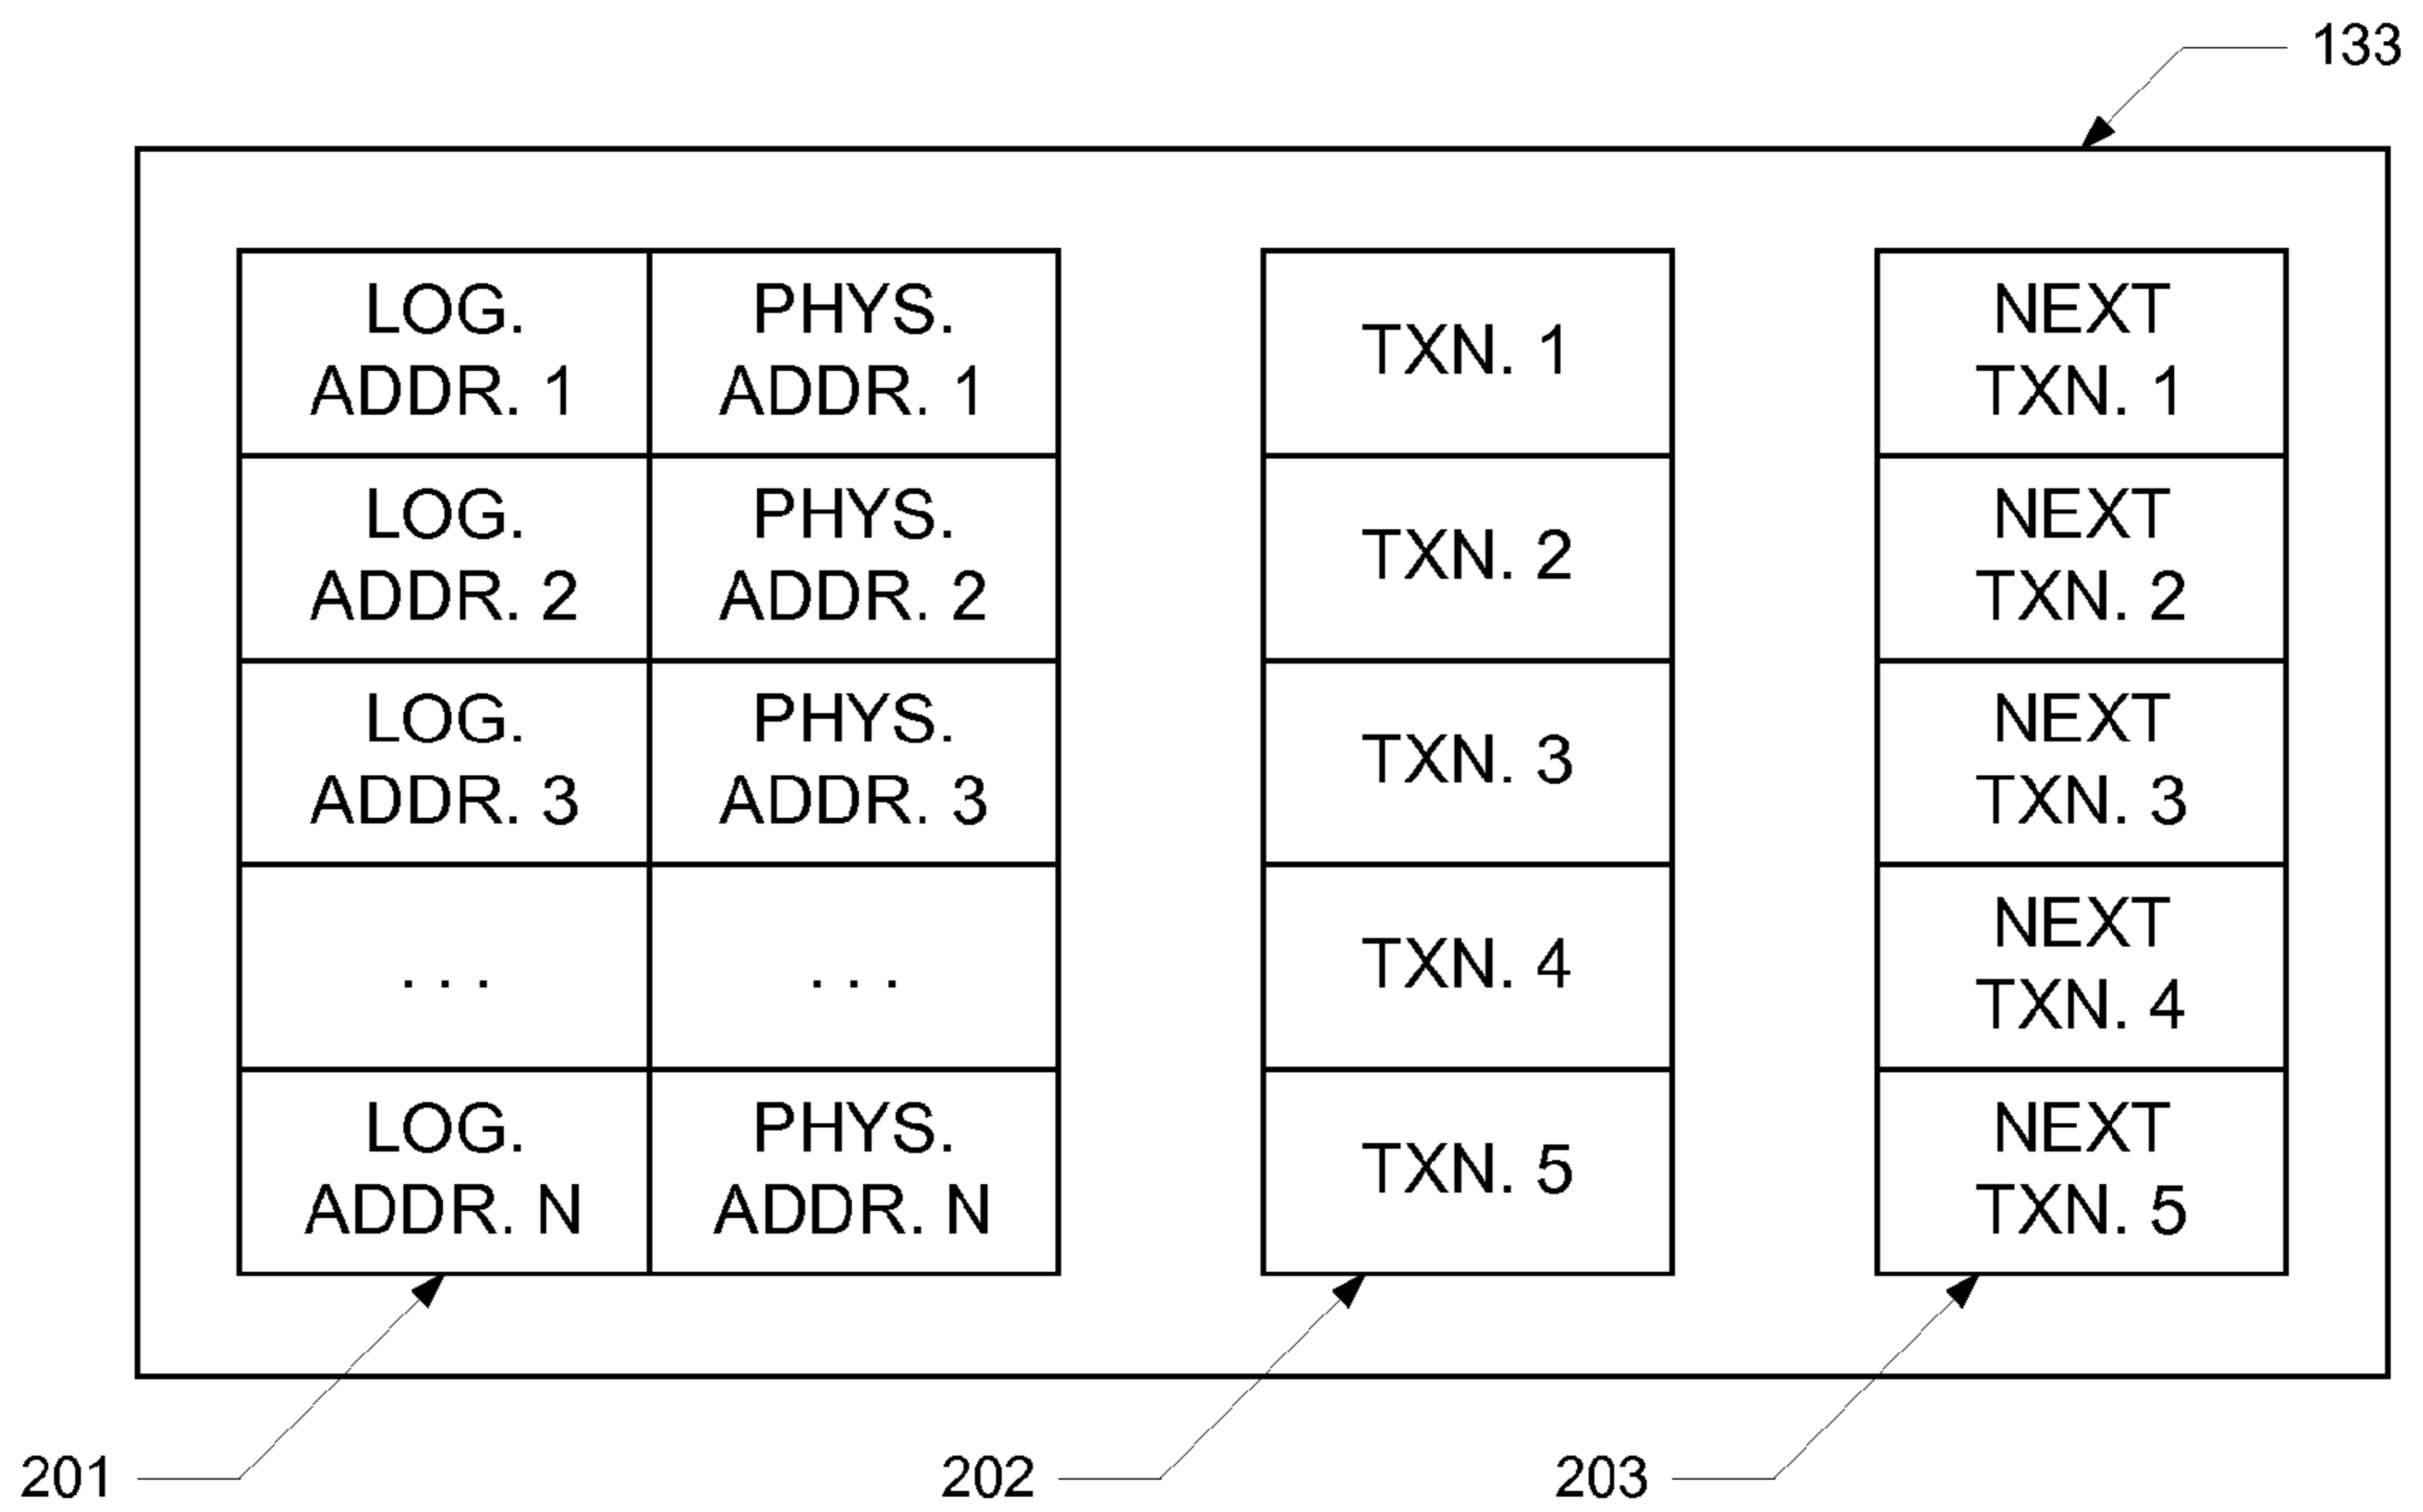 133
LOG.
ADDR. 1
PHYS.
ADDR. 1
TXN. 1
NEXT
TXN. 1
LOG.
ADDR. 2
PHYS.
ADDR. 2
TXN. 2
NEXT
TXN. 2
LOG.
ADDR. 3
PHYS.
ADDR. 3
TXN. 3
NEXT
TXN. 3
. . .
. . .
TXN. 4
NEXT
TXN. 4
LOG.
ADDR. N
PHYS.
ADDR. N
TXN. 5
NEXT
TXN. 5
201
202
203